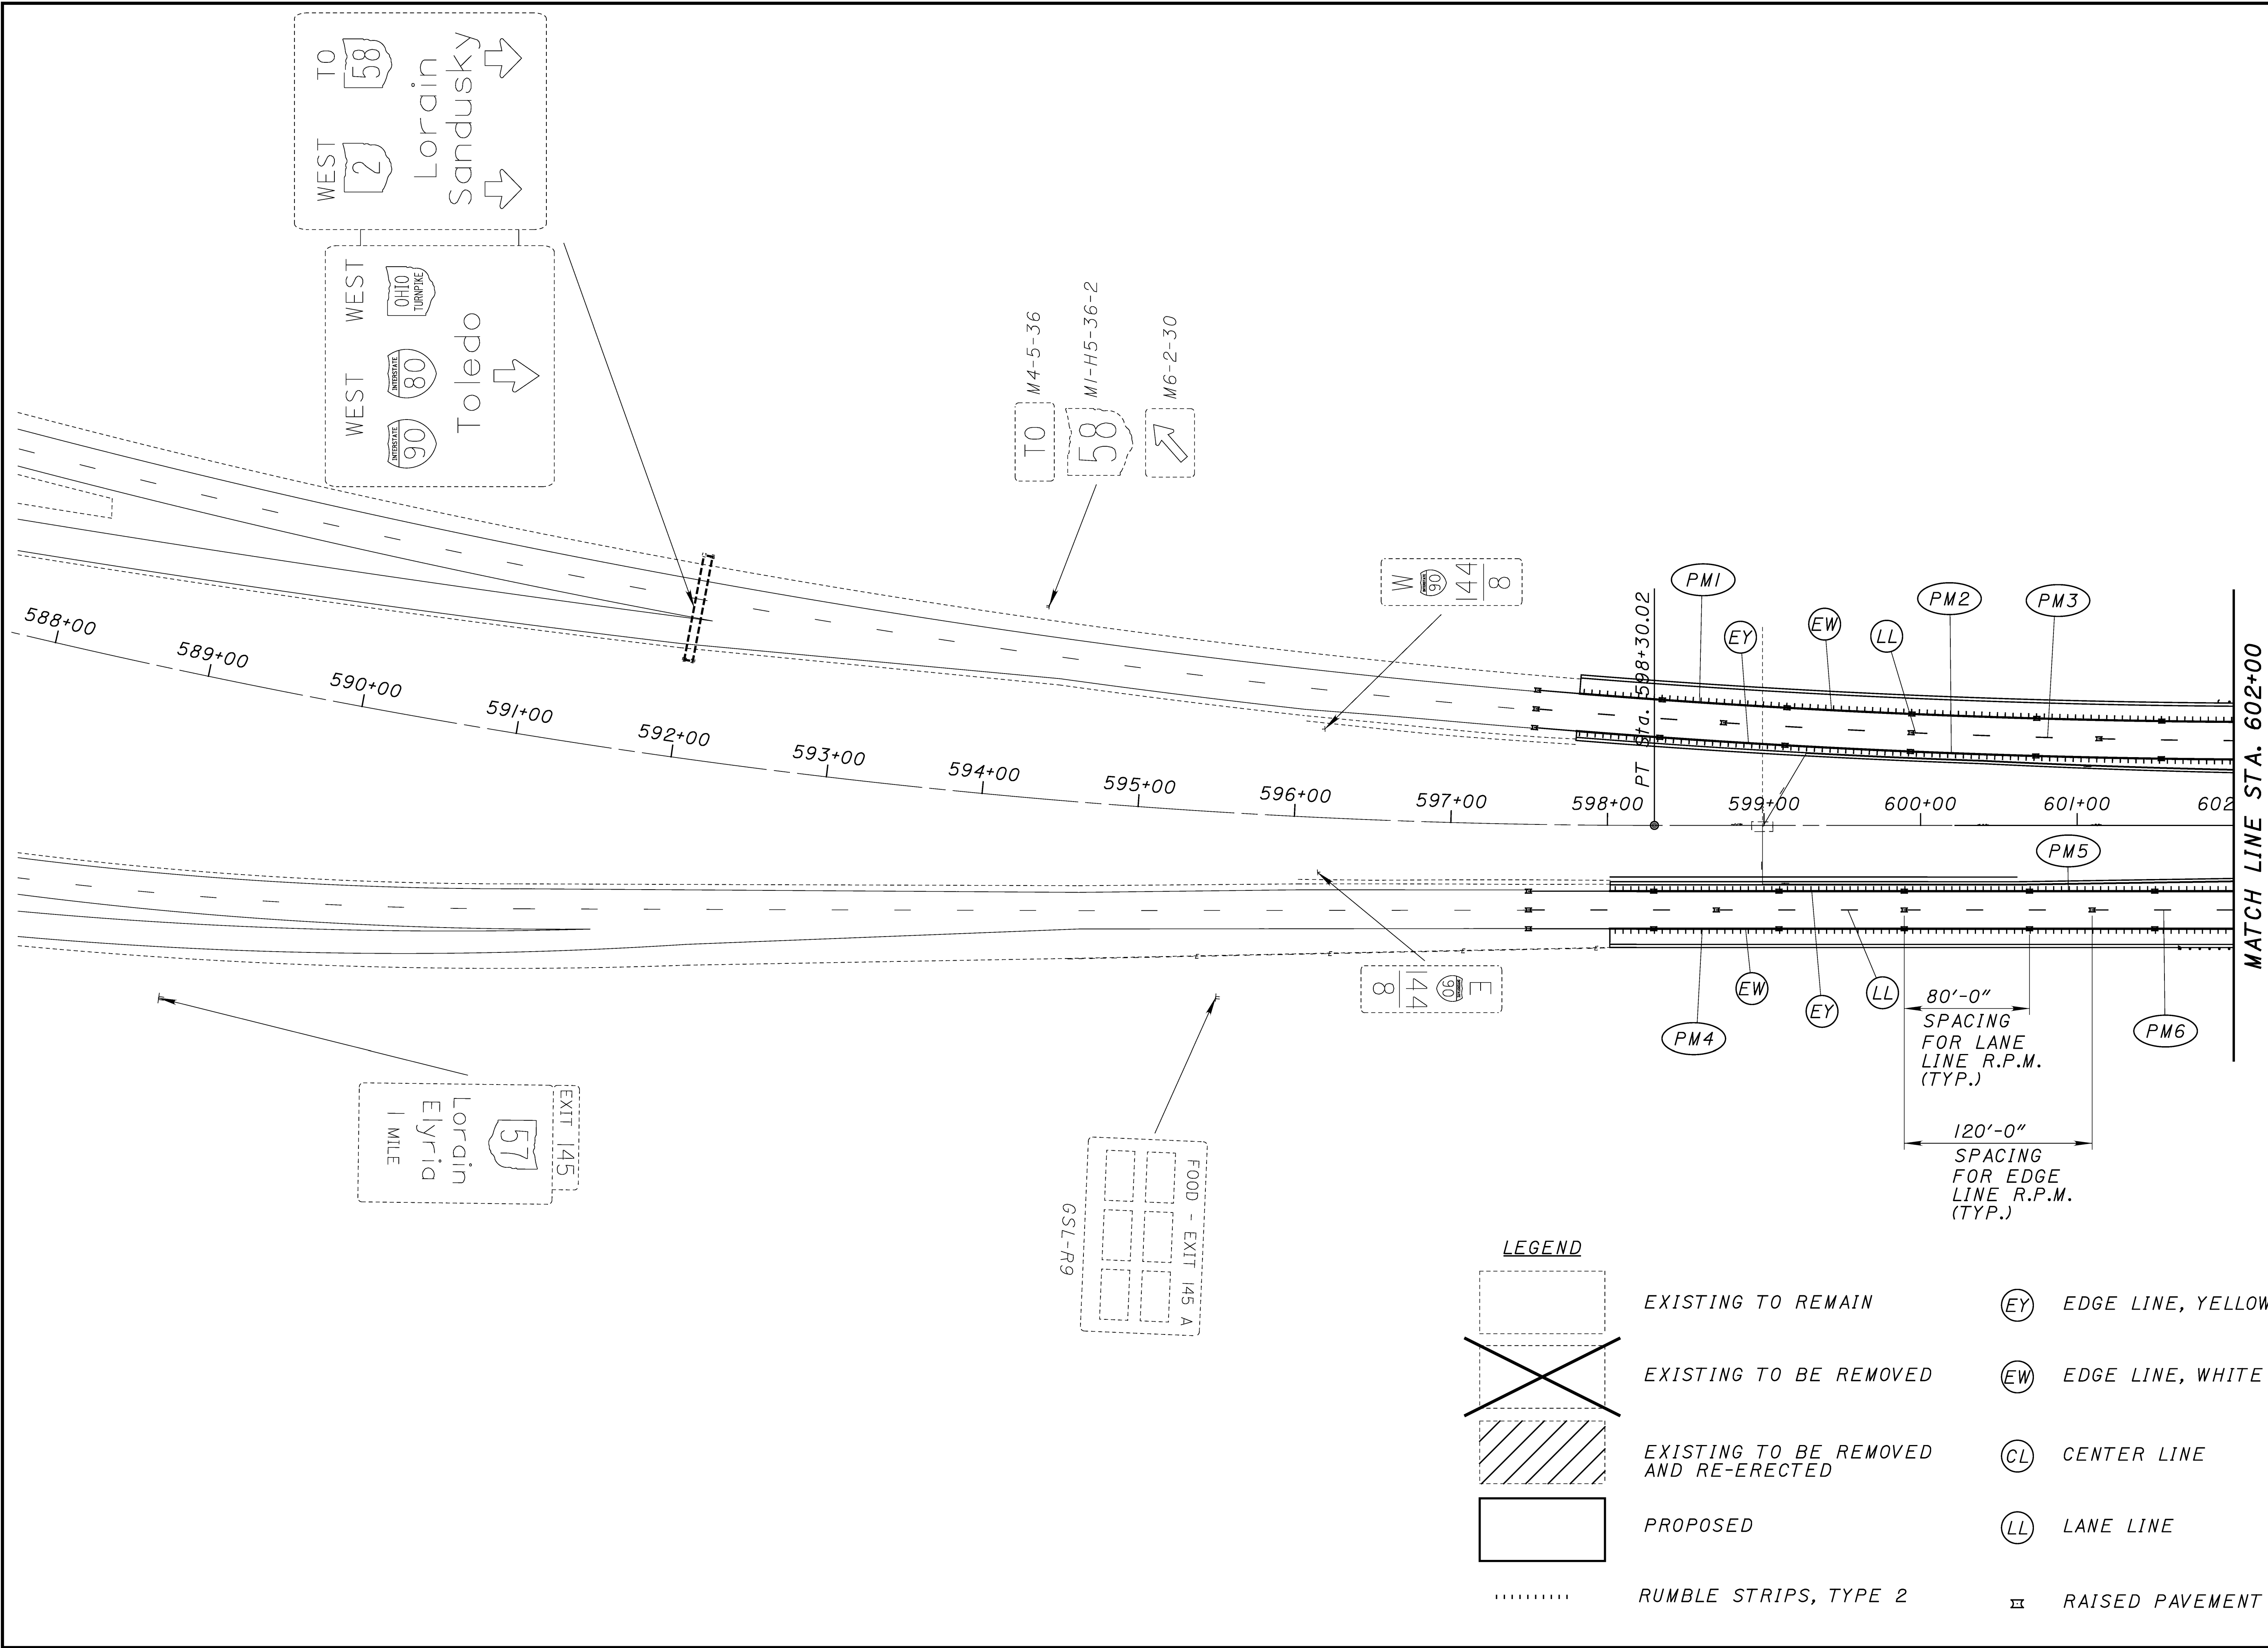 WEST TO
2 58
Lorain
Sandusky
WEST WEST
INTERSTATE 90 INTERSTATE 80 OHIO TURNPIKE
Toledo
TO
M4-5-36
58
M1-H5-36-2
M6-2-30
W 90 144
8
PT Sta. 598+30.02
PM1
EY
EW
LL
PM2
PM3
588+00
589+00
590+00
591+00
592+00
593+00
594+00
595+00
596+00
597+00
598+00
599+00
600+00
601+00
602
MATCH LINE STA. 602+00
PM5
E 90 144
8
PM4
EW
EY
LL
PM6
80'-0"
SPACING
FOR LANE
LINE R.P.M.
(TYP.)
120'-0"
SPACING
FOR EDGE
LINE R.P.M.
(TYP.)
EXIT 145
57
Lorain
Elyria
1 MILE
FOOD - EXIT 145 A
GSL-R9
LEGEND
EXISTING TO REMAIN
EXISTING TO BE REMOVED
EXISTING TO BE REMOVED
AND RE-ERECTED
PROPOSED
RUMBLE STRIPS, TYPE 2
EY EDGE LINE, YELLOW
EW EDGE LINE, WHITE
CL CENTER LINE
LL LANE LINE
RAISED PAVEMENT